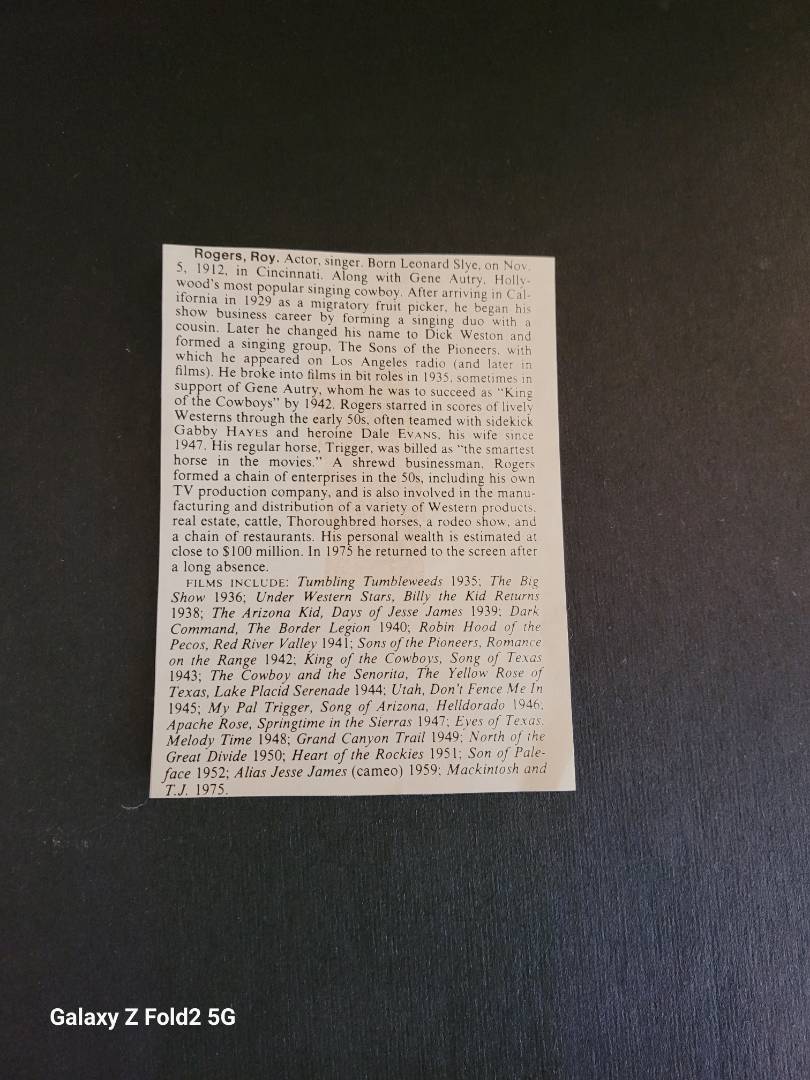 Rogers, Roy. Actor, singer. Born Leonard Slye, on Nov.
5, 1912, in Cincinnati. Along with Gene Autry, Holly-
wood's most popular singing cowboy. After arriving in Cal-
ifornia in 1929 as a migratory fruit picker, he began his
show business career by forming a singing duo with a
cousin. Later he changed his name to Dick Weston and
formed a singing group, The Sons of the Pioneers, with
which he appeared on Los Angeles radio (and later in
films). He broke into films in bit roles in 1935, sometimes in
support of Gene Autry, whom he was to succeed as "King
of the Cowboys" by 1942. Rogers starred in scores of lively
Westerns through the early 50s, often teamed with sidekick
Gabby HAYES and heroine Dale EVANS, his wife since
1947. His regular horse, Trigger, was billed as "the smartest
horse in the movies." A shrewd businessman, Rogers
formed a chain of enterprises in the 50s, including his own
TV production company, and is also involved in the manu-
facturing and distribution of a variety of Western products,
real estate, cattle, Thoroughbred horses, a rodeo show, and
a chain of restaurants. His personal wealth is estimated at
close to $100 million. In 1975 he returned to the screen after
a long absence.
FILMS INCLUDE: Tumbling Tumbleweeds 1935; The Big
Show 1936; Under Western Stars, Billy the Kid Returns
1938; The Arizona Kid, Days of Jesse James 1939; Dark
Command, The Border Legion 1940; Robin Hood of the
Pecos, Red River Valley 1941; Sons of the Pioneers, Romance
on the Range 1942; King of the Cowboys, Song of Texas
1943; The Cowboy and the Senorita, The Yellow Rose of
Texas, Lake Placid Serenade 1944; Utah, Don't Fence Me In
1945; My Pal Trigger, Song of Arizona, Helldorado 1946;
Apache Rose, Springtime in the Sierras 1947; Eyes of Texas,
Melody Time 1948; Grand Canyon Trail 1949; North of the
Great Divide 1950; Heart of the Rockies 1951; Son of Pale-
face 1952; Alias Jesse James (cameo) 1959; Mackintosh and
T.J. 1975.
Galaxy Z Fold2 5G